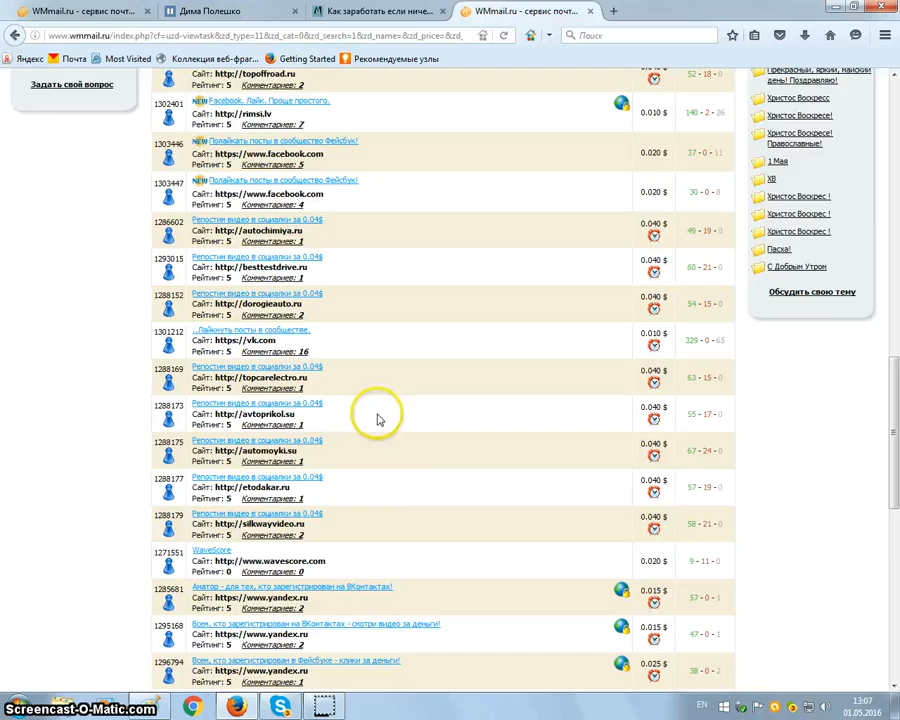 WMmail.ru - сервис почт...
Дима Полешко
Как заработать если ниче...
WMmail.ru - сервис почт...
www.wmmail.ru/index.php?cf=uzd-viewtask&zd_type=11&zd_cat=0&zd_search=1&zd_name=&zd_price=&zd_
Поиск
Яндекс
Почта
Most Visited
Коллекция веб-фраг...
Getting Started
Рекомендуемые жалобы
Задать свой вопрос
Сайт: http://topoffroad.ru
Рейтинг: 5 Комментариев: 2
52 - 18 - 0
1302401
NEW Facebook. Лайк. Проще простого.
Сайт: http://rimsi.lv
Рейтинг: 5 Комментариев: 7
0.010 $
140 - 2 - 26
1303446
NEW Полайкать посты в сообщество Фейсбук!
Сайт: https://www.facebook.com
Рейтинг: 5 Комментариев: 5
0.020 $
37 - 0 - 11
1303447
NEW Полайкать посты в сообщество Фейсбук!
Сайт: https://www.facebook.com
Рейтинг: 5 Комментариев: 4
0.020 $
30 - 0 - 8
1286602
Репостим видео в социалки за 0.04$
Сайт: http://autochimiya.ru
Рейтинг: 5 Комментариев: 1
0.040 $
49 - 19 - 0
1293015
Репостим видео в социалки за 0.04$
Сайт: http://besttestdrive.ru
Рейтинг: 5 Комментариев: 1
0.040 $
60 - 21 - 0
1288152
Репостим видео в социалки за 0.04$
Сайт: http://dorogieauto.ru
Рейтинг: 5 Комментариев: 2
0.040 $
54 - 15 - 0
1301212
..Лайкнуть посты в сообществе.
Сайт: https://vk.com
Рейтинг: 5 Комментариев: 16
0.010 $
329 - 0 - 65
1288169
Репостим видео в социалки за 0.04$
Сайт: http://topcarelectro.ru
Рейтинг: 5 Комментариев: 1
0.040 $
63 - 15 - 0
1288173
Репостим видео в социалки за 0.04$
Сайт: http://avtoprikol.su
Рейтинг: 5 Комментариев: 1
0.040 $
55 - 17 - 0
1288175
Репостим видео в социалки за 0.04$
Сайт: http://automoyki.su
Рейтинг: 5 Комментариев: 1
0.040 $
67 - 24 - 0
1288177
Репостим видео в социалки за 0.04$
Сайт: http://etodakar.ru
Рейтинг: 5 Комментариев: 1
0.040 $
57 - 19 - 0
1288179
Репостим видео в социалки за 0.04$
Сайт: http://silkwayvideo.ru
Рейтинг: 5 Комментариев: 2
0.040 $
58 - 21 - 0
1271551
WaveScore
Сайт: http://www.wavescore.com
Рейтинг: 0 Комментариев: 0
0.020 $
9 - 11 - 0
1285681
Аматор - для тех, кто зарегистрирован на ВКонтактах!
Сайт: https://www.yandex.ru
Рейтинг: 5 Комментариев: 2
0.015 $
57 - 0 - 1
1295168
Всем, кто зарегистрирован на ВКонтактах - смотри видео за деньги!
Сайт: https://www.yandex.ru
Рейтинг: 5 Комментариев: 2
0.015 $
47 - 0 - 1
1296794
Всем, кто зарегистрирован в Фейсбуке - клики за деньги!
Сайт: https://www.yandex.ru
Рейтинг: 5 Комментариев: 1
0.025 $
38 - 0 - 2
Прекрасный, яркий, майский
день! Поздравляю!
Христос Воскресс
Христос Воскресе!
Христос Воскресе!
Православные!
1 Мая
ХВ
Христос Воскрес !
Христос Воскрес !
Христос Воскрес !
Пасха!
С Добрым Утром
Обсудить свою тему
Screencast-O-Matic.com
EN
13:07
01.05.2016